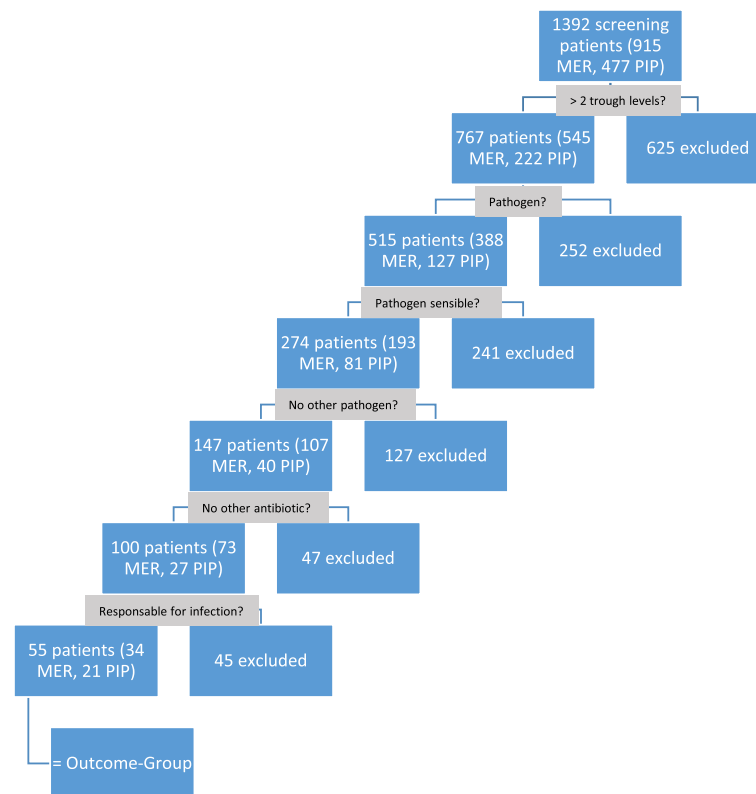 1392 screening
patients (915
MER, 477 PIP)
> 2 trough levels?
767 patients (545
MER, 222 PIP)
625 excluded
Pathogen?
515 patients (388
MER, 127 PIP)
252 excluded
Pathogen sensible?
274 patients (193
MER, 81 PIP)
241 excluded
No other pathogen?
147 patients (107
MER, 40 PIP)
127 excluded
No other antibiotic?
100 patients (73
MER, 27 PIP)
47 excluded
Responsable for infection?
55 patients (34
MER, 21 PIP)
45 excluded
= Outcome-Group